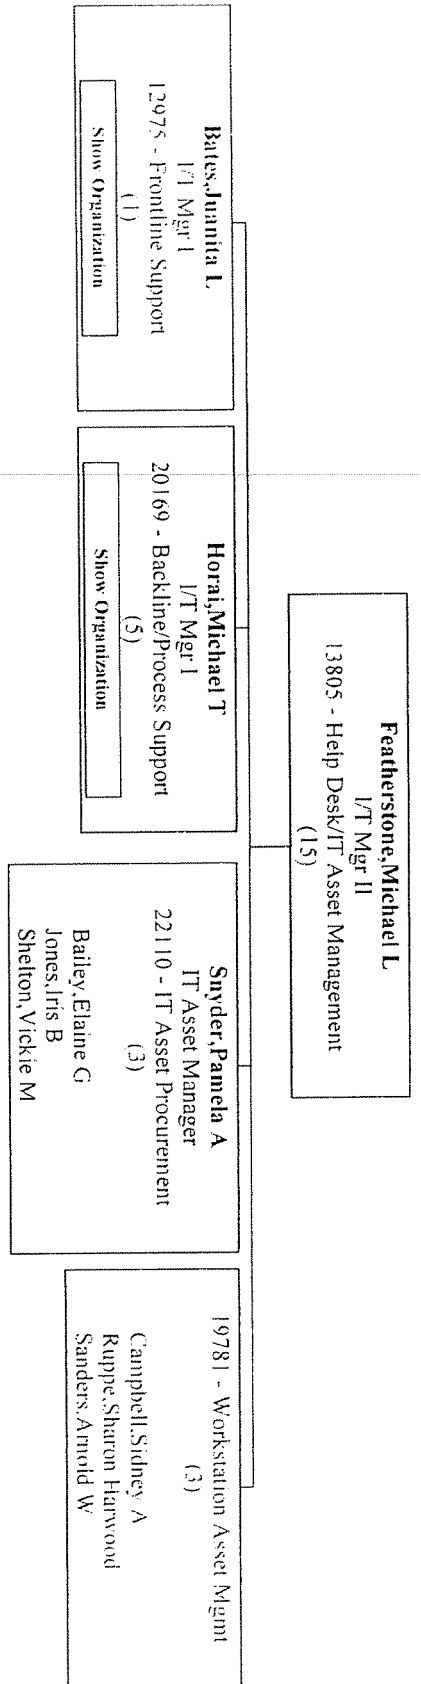 Featherstone,Michael L
I/T Mgr II
13805 - Help Desk/IT Asset Management
(15)
Bates,Juanita L
I/T Mgr I
12975 - Frontline Support
(1)
Show Organization
Horai,Michael T
I/T Mgr I
20169 - Backline/Process Support
(5)
Show Organization
Snyder,Pamela A
IT Asset Manager
22110 - IT Asset Procurement
(3)
Bailey,Elaine G
Jones,Iris B
Shelton,Vickie M
19781 - Workstation Asset Mgmt
(3)
Campbell,Sidney A
Ruppe,Sharon Harwood
Sanders,Arnold W